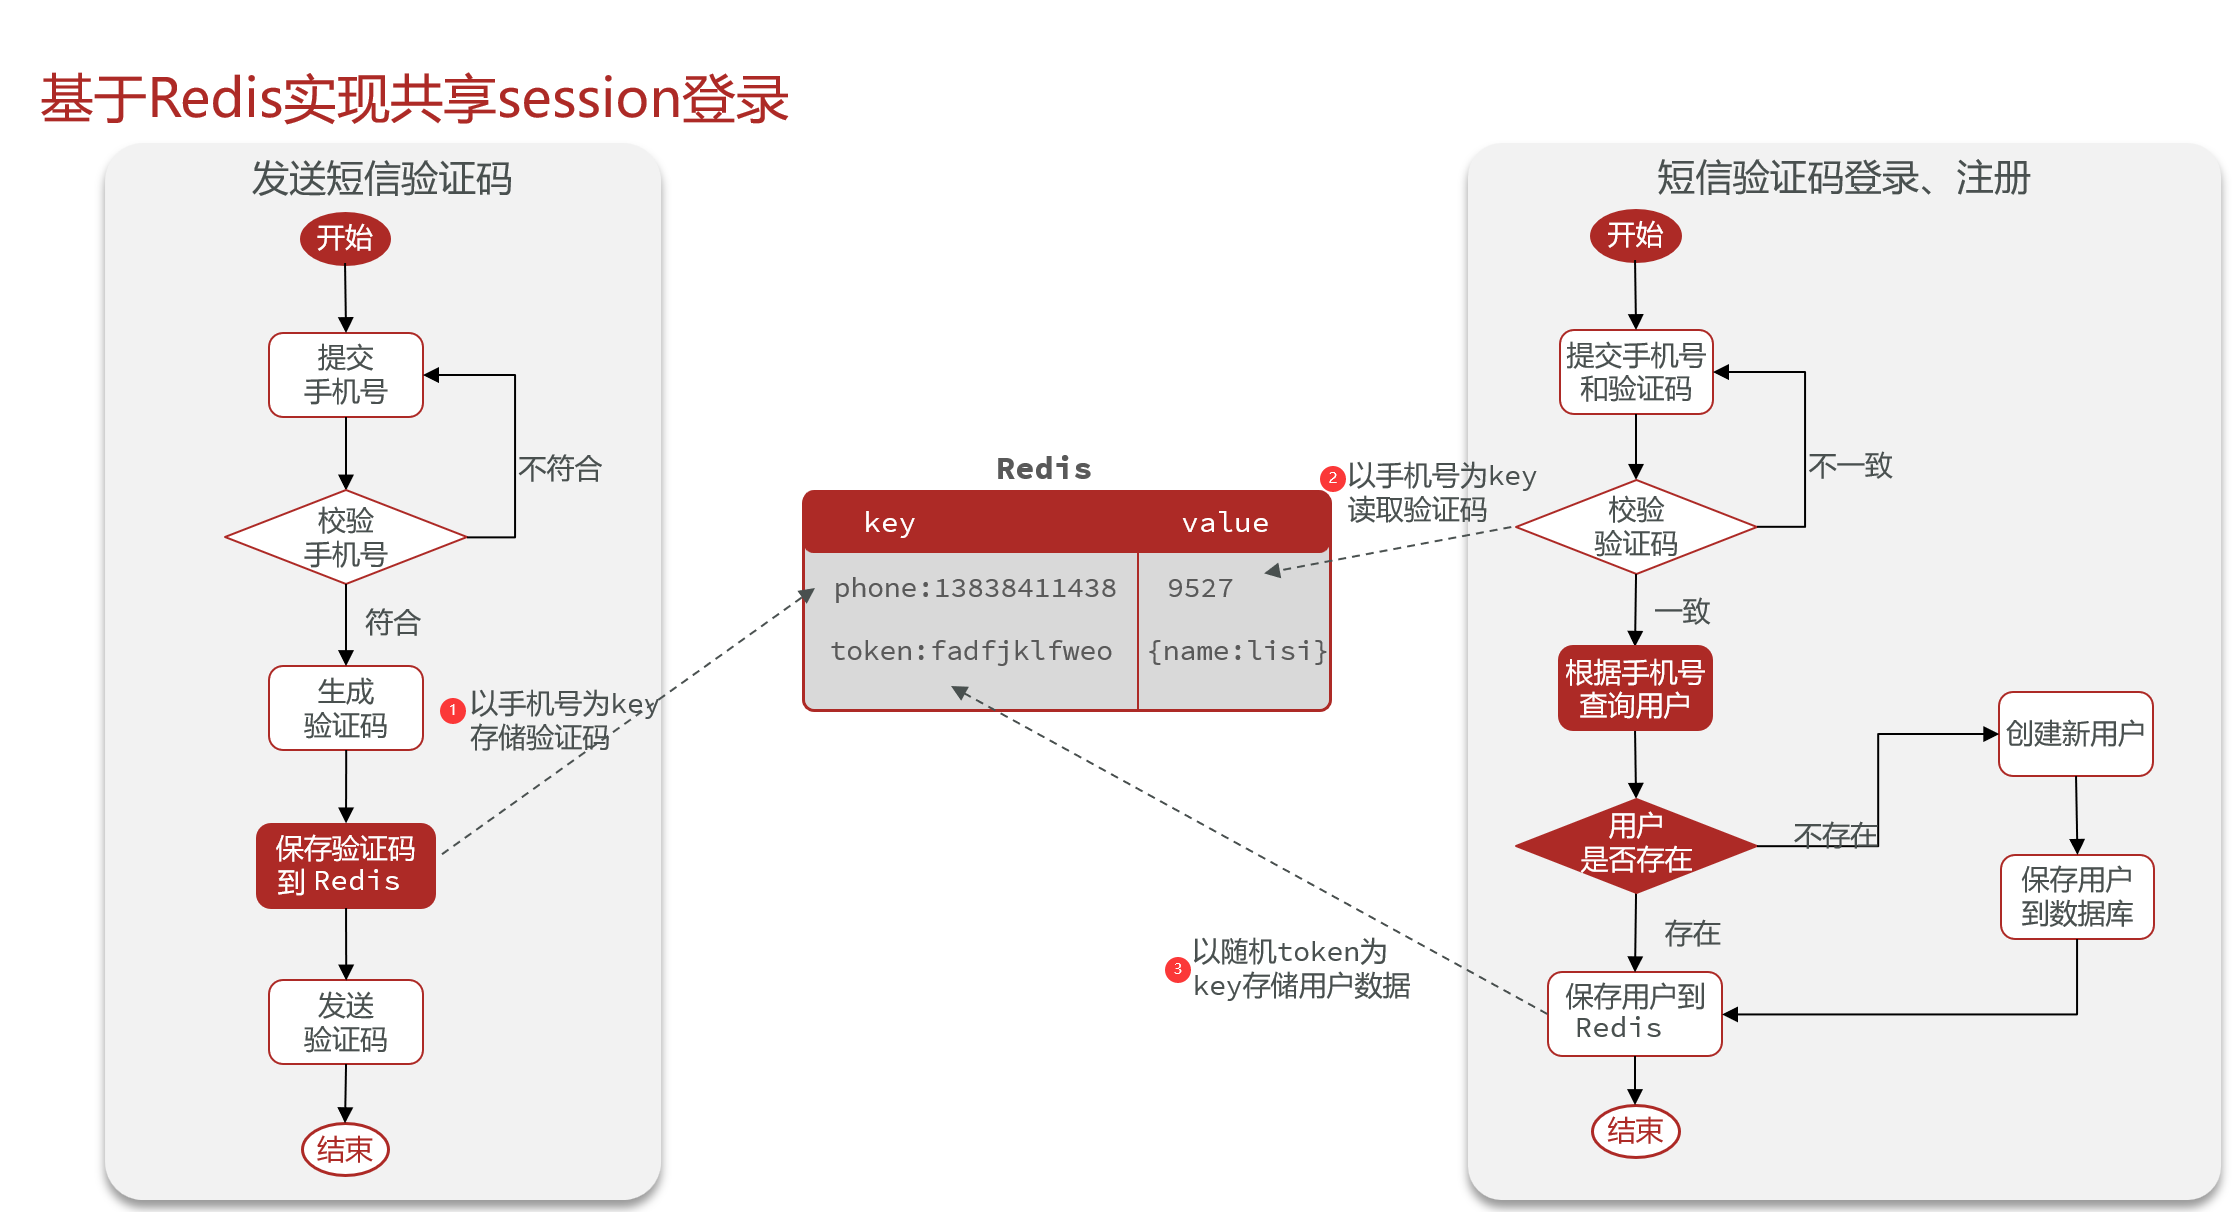 基于Redis实现共享session登录
发送短信验证码
开始
提交
手机号
不符合
校验
手机号
符合
生成
验证码
1
以手机号为key
存储验证码
保存验证码
到 Redis
发送
验证码
结束
Redis
key
value
phone:13838411438
9527
token:fadfjklfweo
{name:lisi}
2
以手机号为key
读取验证码
3
以随机token为
key存储用户数据
短信验证码登录、注册
开始
提交手机号
和验证码
不一致
校验
验证码
一致
根据手机号
查询用户
用户
是否存在
不存在
创建新用户
保存用户
到数据库
存在
保存用户到
Redis
结束